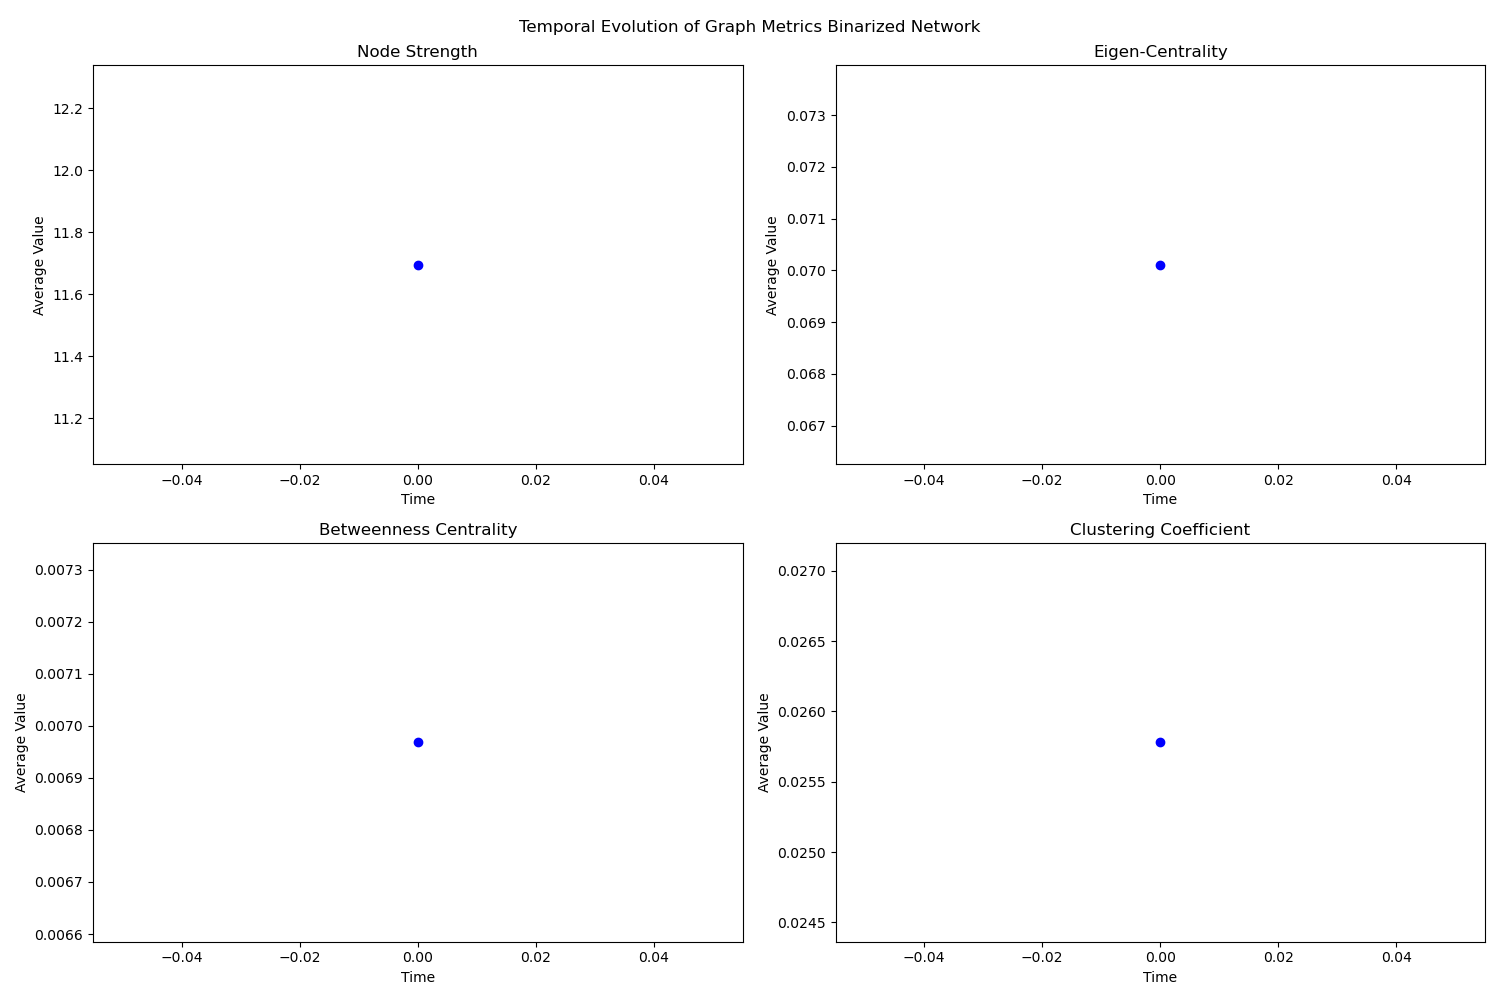 Temporal Evolution of Graph Metrics Binarized Network
Node Strength
12.2
12.0
11.8
11.6
11.4
11.2
Average Value
−0.04 −0.02 0.00 0.02 0.04
Time
Eigen-Centrality
0.073
0.072
0.071
0.070
0.069
0.068
0.067
Average Value
−0.04 −0.02 0.00 0.02 0.04
Time
Betweenness Centrality
0.0073
0.0072
0.0071
0.0070
0.0069
0.0068
0.0067
0.0066
Average Value
−0.04 −0.02 0.00 0.02 0.04
Time
Clustering Coefficient
0.0270
0.0265
0.0260
0.0255
0.0250
0.0245
Average Value
−0.04 −0.02 0.00 0.02 0.04
Time